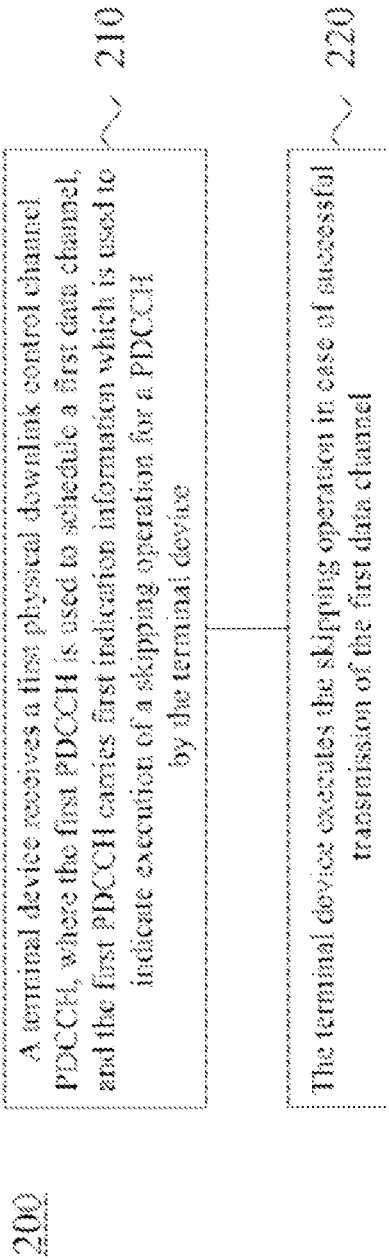 200
A terminal device receives a first physical downlink control channel
PDCCH, where the first PDCCH is used to schedule a first data channel,
and the first PDCCH carries first indication information which is used to
indicate execution of a skipping operation for a PDCCH
by the terminal device
210
The terminal device executes the skipping operation in case of successful
transmission of the first data channel
220